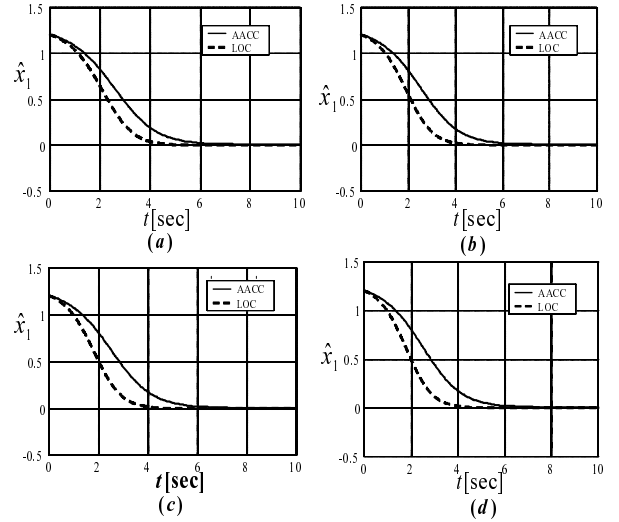 1.5
1
0.5
0
-0.5
x̂1
AACC
LOC
0 2 4 6 8 10
t[sec]
(a)
1.5
1
0.5
0
-0.5
x̂1
AACC
LOC
0 2 4 6 8 10
t[sec]
(b)
1.5
1
0.5
0
-0.5
x̂1
AACC
LOC
0 2 4 6 8 10
t[sec]
(c)
1.5
1
0.5
0
-0.5
x̂1
AACC
LOC
0 2 4 6 8 10
t[sec]
(d)